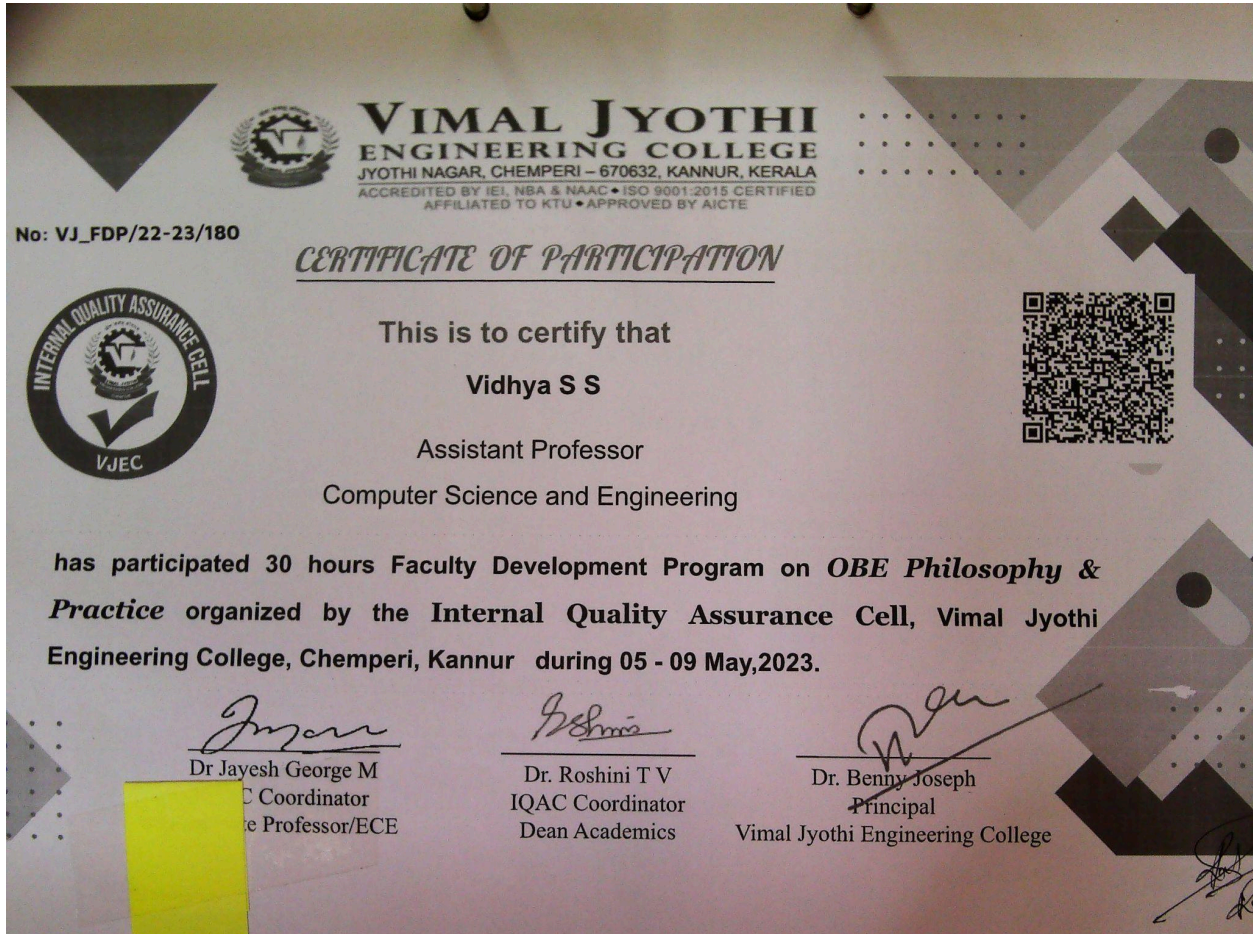 VIMAL JYOTHI
ENGINEERING COLLEGE
JYOTHI NAGAR, CHEMPERI – 670632, KANNUR, KERALA
ACCREDITED BY IEI, NBA & NAAC ◆ ISO 9001:2015 CERTIFIED
AFFILIATED TO KTU ◆ APPROVED BY AICTE
No: VJ_FDP/22-23/180
CERTIFICATE OF PARTICIPATION
INTERNAL QUALITY ASSURANCE CELL
VJEC
This is to certify that
Vidhya S S
Assistant Professor
Computer Science and Engineering
has participated 30 hours Faculty Development Program on OBE Philosophy &
Practice organized by the Internal Quality Assurance Cell, Vimal Jyothi
Engineering College, Chemperi, Kannur during 05 - 09 May,2023.
Dr Jayesh George M
C Coordinator
e Professor/ECE
Dr. Roshini T V
IQAC Coordinator
Dean Academics
Dr. Benny Joseph
Principal
Vimal Jyothi Engineering College